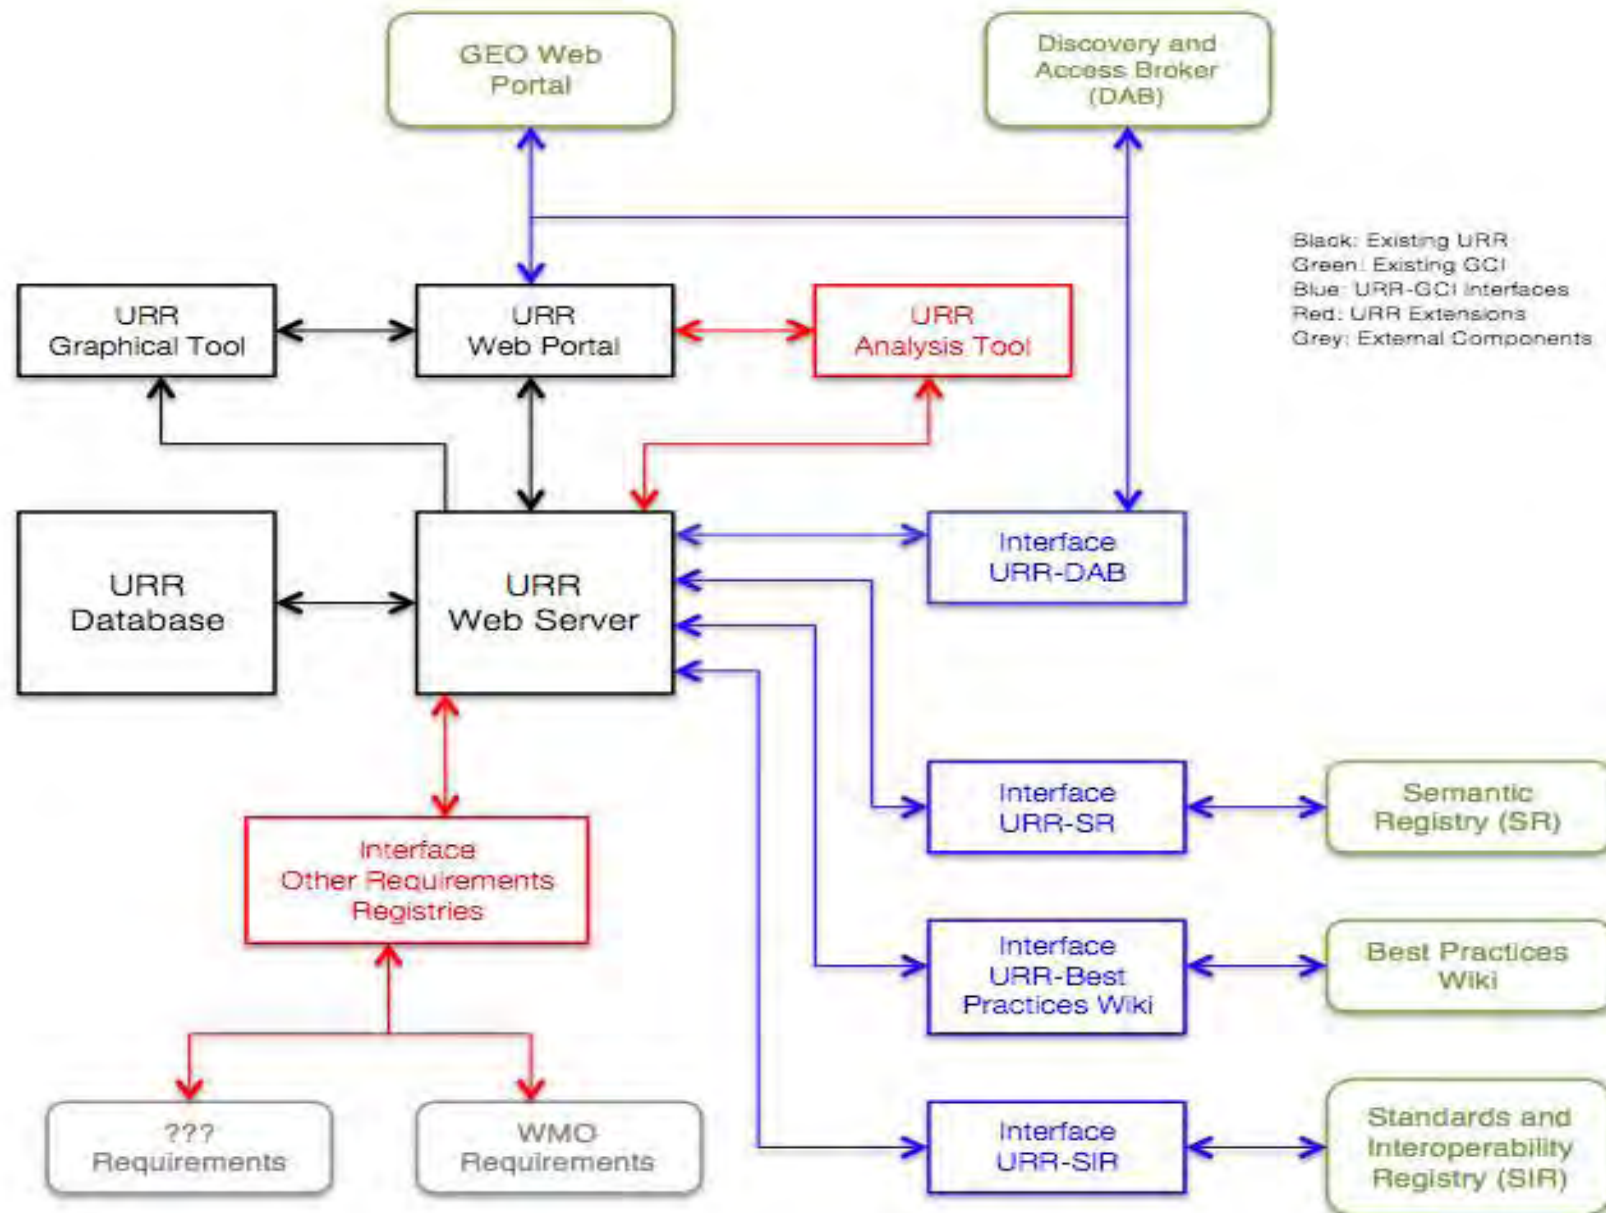 GEO Web
Portal
Discovery and
Access Broker
(DAB)
Black: Existing URR
Green: Existing GCI
Blue: URR-GCI Interfaces
Red: URR Extensions
Grey: External Components
URR
Graphical Tool
URR
Web Portal
URR
Analysis Tool
URR
Database
URR
Web Server
Interface
URR-DAB
Interface
URR-SR
Semantic
Registry (SR)
Interface
Other Requirements
Registries
Interface
URR-Best
Practices Wiki
Best Practices
Wiki
???
Requirements
WMO
Requirements
Interface
URR-SIR
Standards and
Interoperability
Registry (SIR)